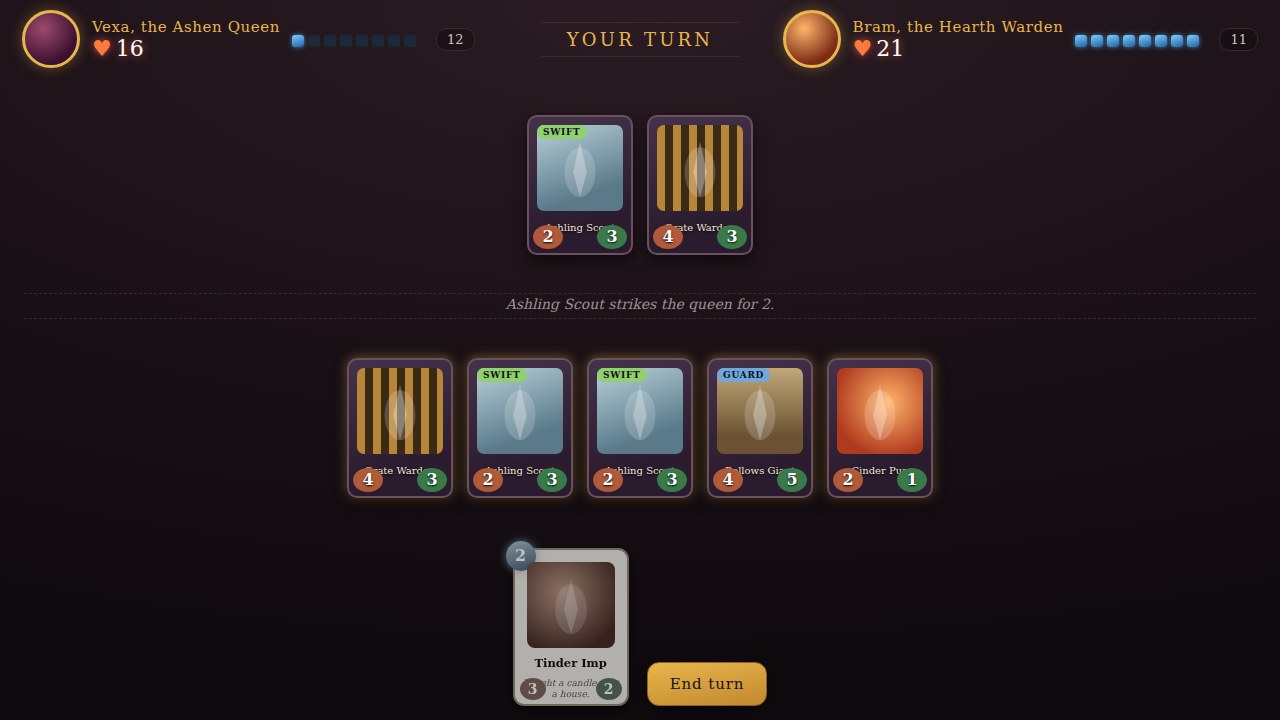 Vexa, the Ashen Queen
16
12
YOUR TURN
Bram, the Hearth Warden
21
11
SWIFT
2
3
4
3
Ashling Scout strikes the queen for 2.
SWIFT
SWIFT
GUARD
4
3
2
3
2
3
4
5
2
1
2
Tinder Imp
a candle
a house.
3
2
End turn